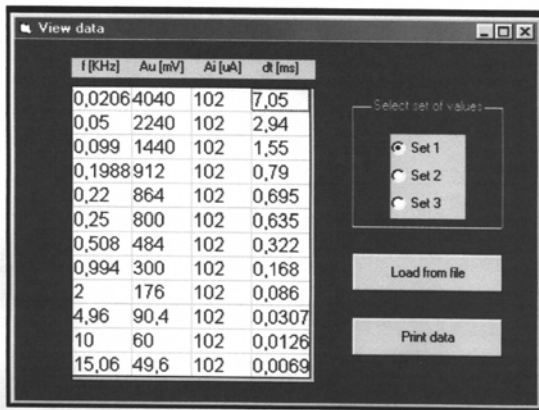 View data
f [KHz] Au [mV] Ai [uA] dt [ms]
0,0206 4040 102 7,05
0,05 2240 102 2,94
0,099 1440 102 1,55
0,1988 912 102 0,79
0,22 864 102 0,695
0,25 800 102 0,635
0,508 484 102 0,322
0,994 300 102 0,168
2 176 102 0,086
4,96 90,4 102 0,0307
10 60 102 0,0126
15,06 49,6 102 0,0069
Select set of values
Set 1
Set 2
Set 3
Load from file
Print data